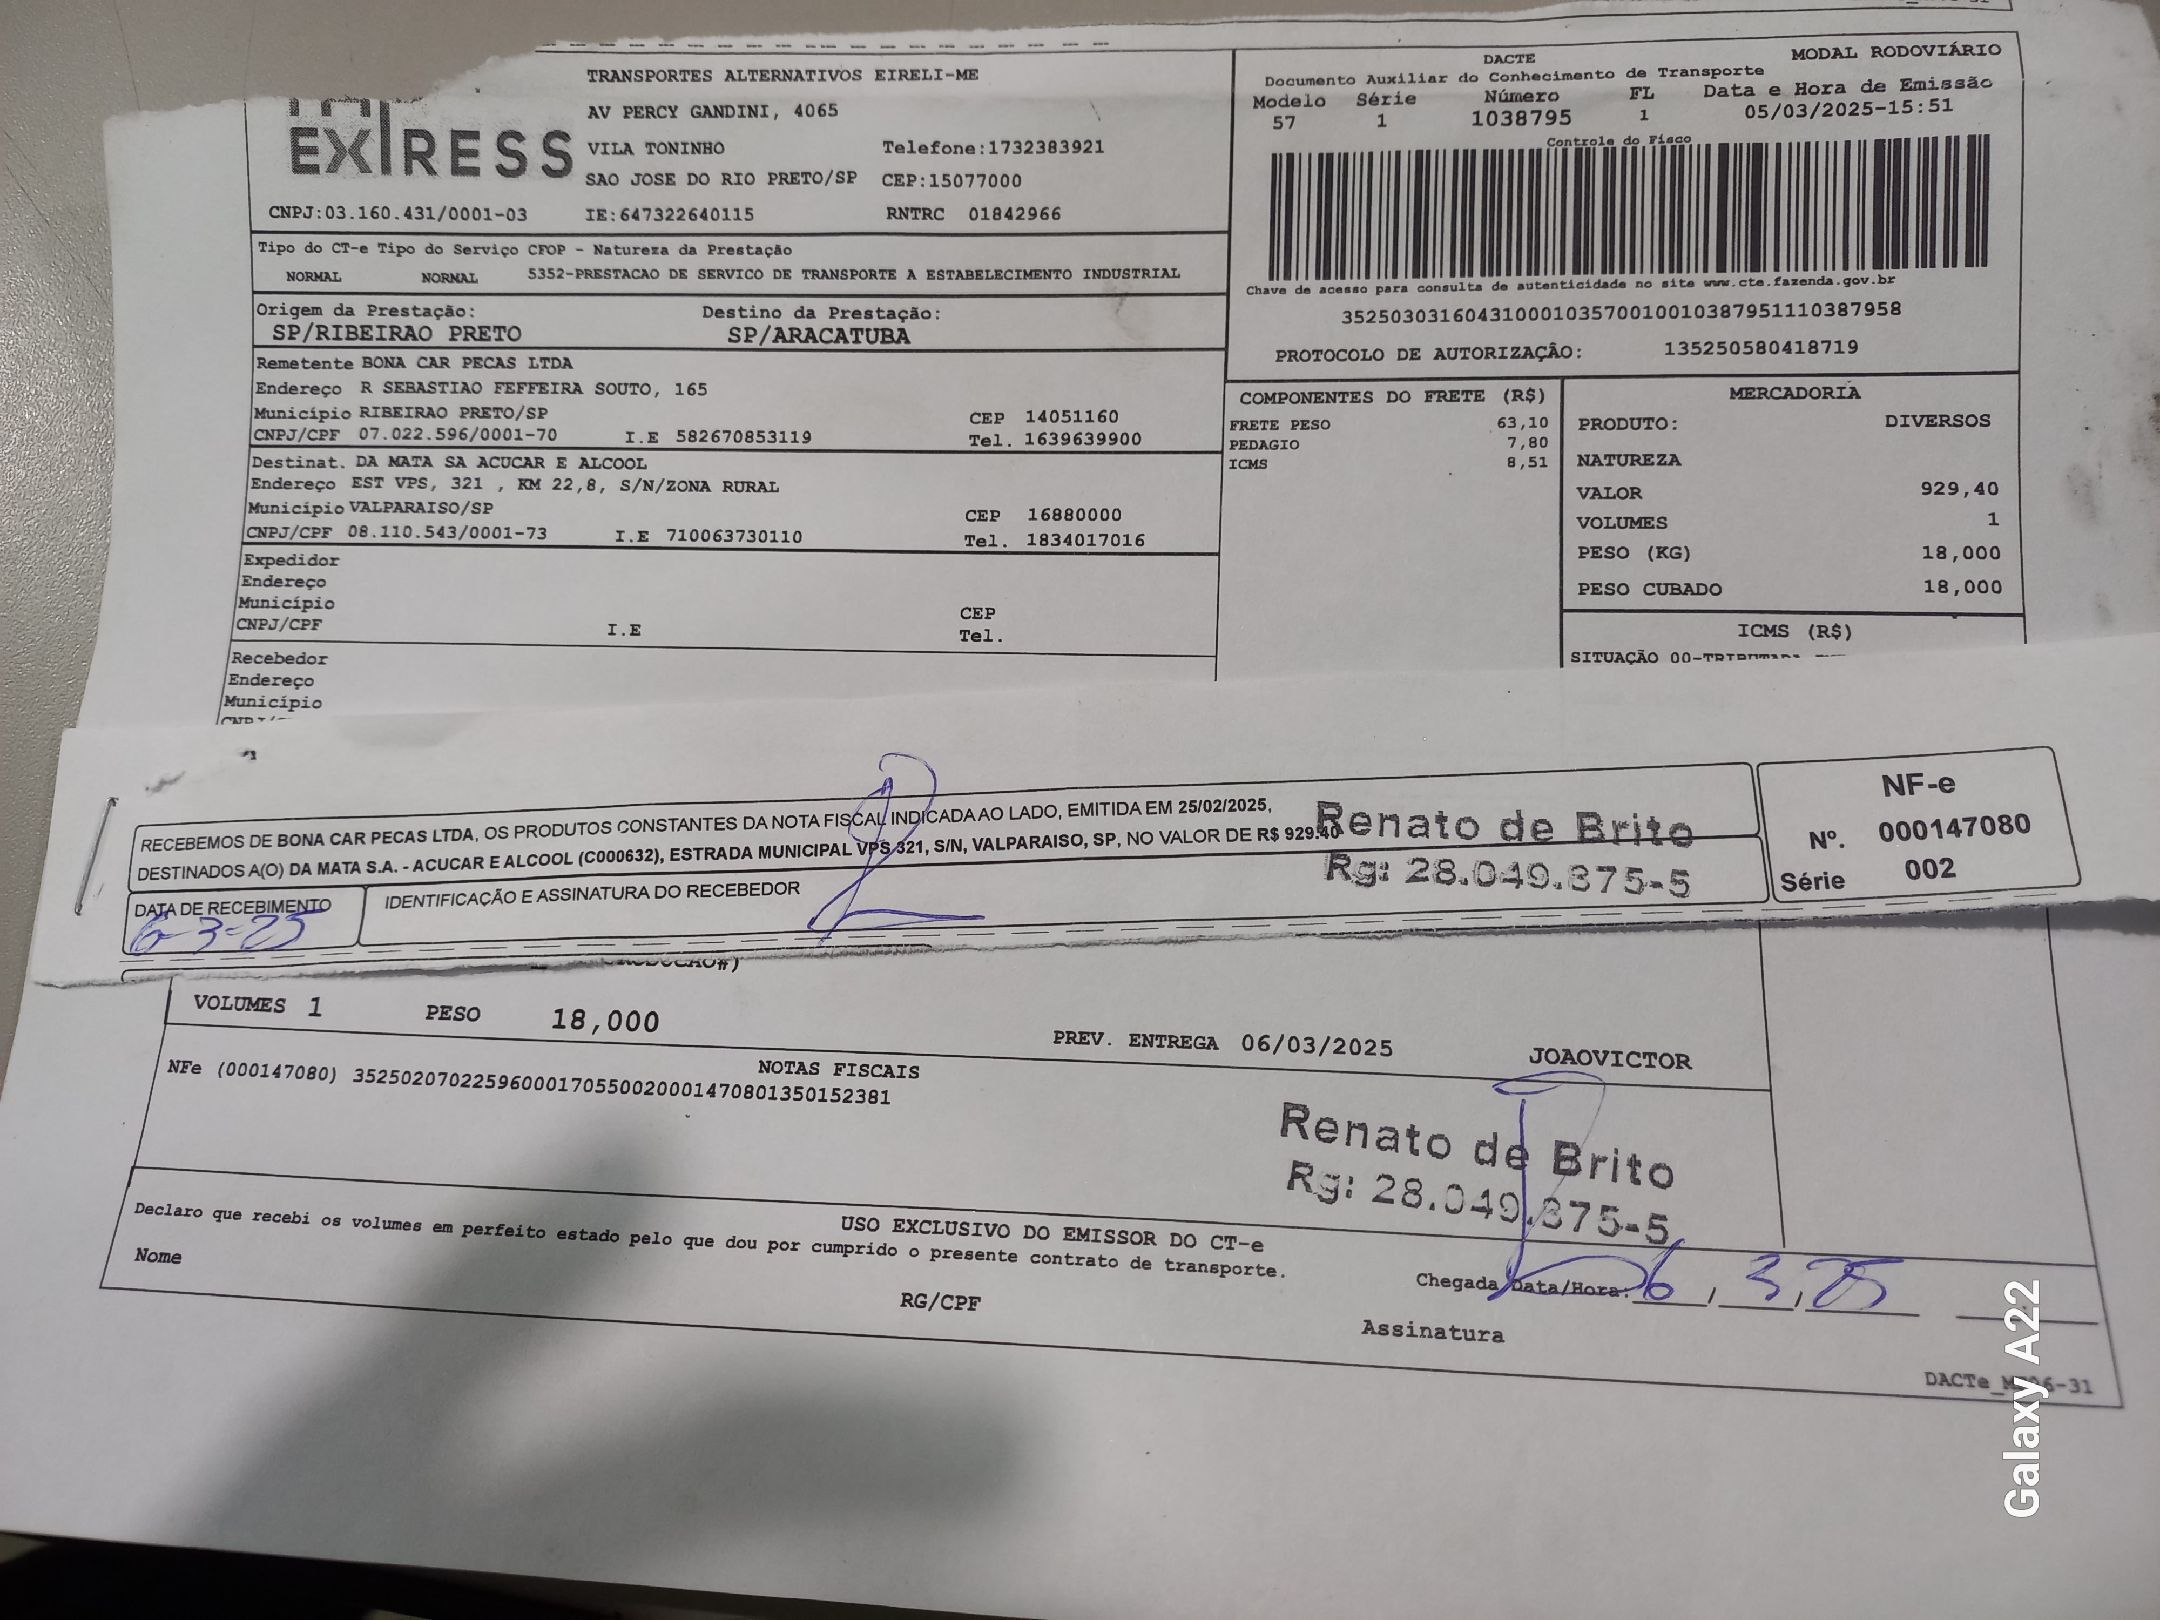 TRANSPORTES ALTERNATIVOS EIRELI-ME
AV PERCY GANDINI, 4065
EXPRESS
VILA TONINHO Telefone:1732383921
SAO JOSE DO RIO PRETO/SP CEP:15077000
CNPJ:03.160.431/0001-03 IE:647322640115 RNTRC 01842966
DACTE MODAL RODOVIÁRIO
Documento Auxiliar do Conhecimento de Transporte
Modelo Série Número FL Data e Hora de Emissão
57 1 1038795 1 05/03/2025-15:51
Controle do Fisco
Chave de acesso para consulta de autenticidade no site www.cte.fazenda.gov.br
35250303160431000103570010010387951110387958
PROTOCOLO DE AUTORIZAÇÃO: 135250580418719
Tipo do CT-e Tipo do Serviço CFOP - Natureza da Prestação
NORMAL NORMAL 5352-PRESTACAO DE SERVICO DE TRANSPORTE A ESTABELECIMENTO INDUSTRIAL
Origem da Prestação: Destino da Prestação:
SP/RIBEIRAO PRETO SP/ARACATUBA
Remetente BONA CAR PECAS LTDA
Endereço R SEBASTIAO FEFFEIRA SOUTO, 165
Município RIBEIRAO PRETO/SP CEP 14051160
CNPJ/CPF 07.022.596/0001-70 I.E 582670853119 Tel. 1639639900
Destinat. DA MATA SA ACUCAR E ALCOOL
Endereço EST VPS, 321 , KM 22,8, S/N/ZONA RURAL
Município VALPARAISO/SP CEP 16880000
CNPJ/CPF 08.110.543/0001-73 I.E 710063730110 Tel. 1834017016
Expedidor
Endereço
Município CEP
CNPJ/CPF I.E Tel.
Recebedor
Endereço
Município
COMPONENTES DO FRETE (R$)
FRETE PESO 63,10
PEDAGIO 7,80
ICMS 8,51
MERCADORIA
PRODUTO: DIVERSOS
NATUREZA
VALOR 929,40
VOLUMES 1
PESO (KG) 18,000
PESO CUBADO 18,000
ICMS (R$)
SITUAÇÃO 00-TRIBUTADA
RECEBEMOS DE BONA CAR PECAS LTDA, OS PRODUTOS CONSTANTES DA NOTA FISCAL INDICADA AO LADO, EMITIDA EM 25/02/2025,
DESTINADOS A(O) DA MATA S.A. - ACUCAR E ALCOOL (C000632), ESTRADA MUNICIPAL VPS 321, S/N, VALPARAISO, SP, NO VALOR DE R$ 929.40
Renato de Brito
Rg: 28.049.875-5
DATA DE RECEBIMENTO IDENTIFICAÇÃO E ASSINATURA DO RECEBEDOR
6-3-25
NF-e
Nº. 000147080
Série 002
VOLUMES 1 PESO 18,000 PREV. ENTREGA 06/03/2025 JOAOVICTOR
NOTAS FISCAIS
NFe (000147080) 35250207022596000170550020001470801350152381
Renato de Brito
Rg: 28.049.875-5
USO EXCLUSIVO DO EMISSOR DO CT-e
Declaro que recebi os volumes em perfeito estado pelo que dou por cumprido o presente contrato de transporte.
Nome RG/CPF Assinatura
Chegada Data/Hora: 6 / 3 / 25
Galaxy A22